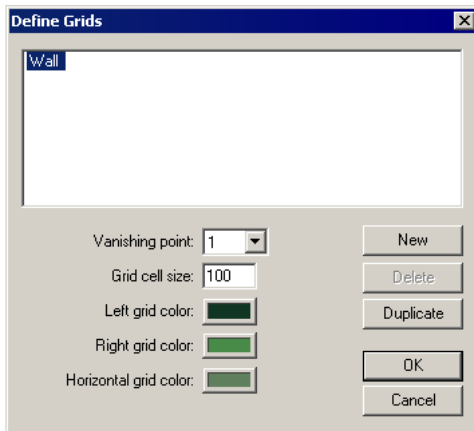 Define Grids
Wall
Vanishing point: 1
New
Grid cell size: 100
Delete
Left grid color:
Duplicate
Right grid color:
OK
Horizontal grid color:
Cancel